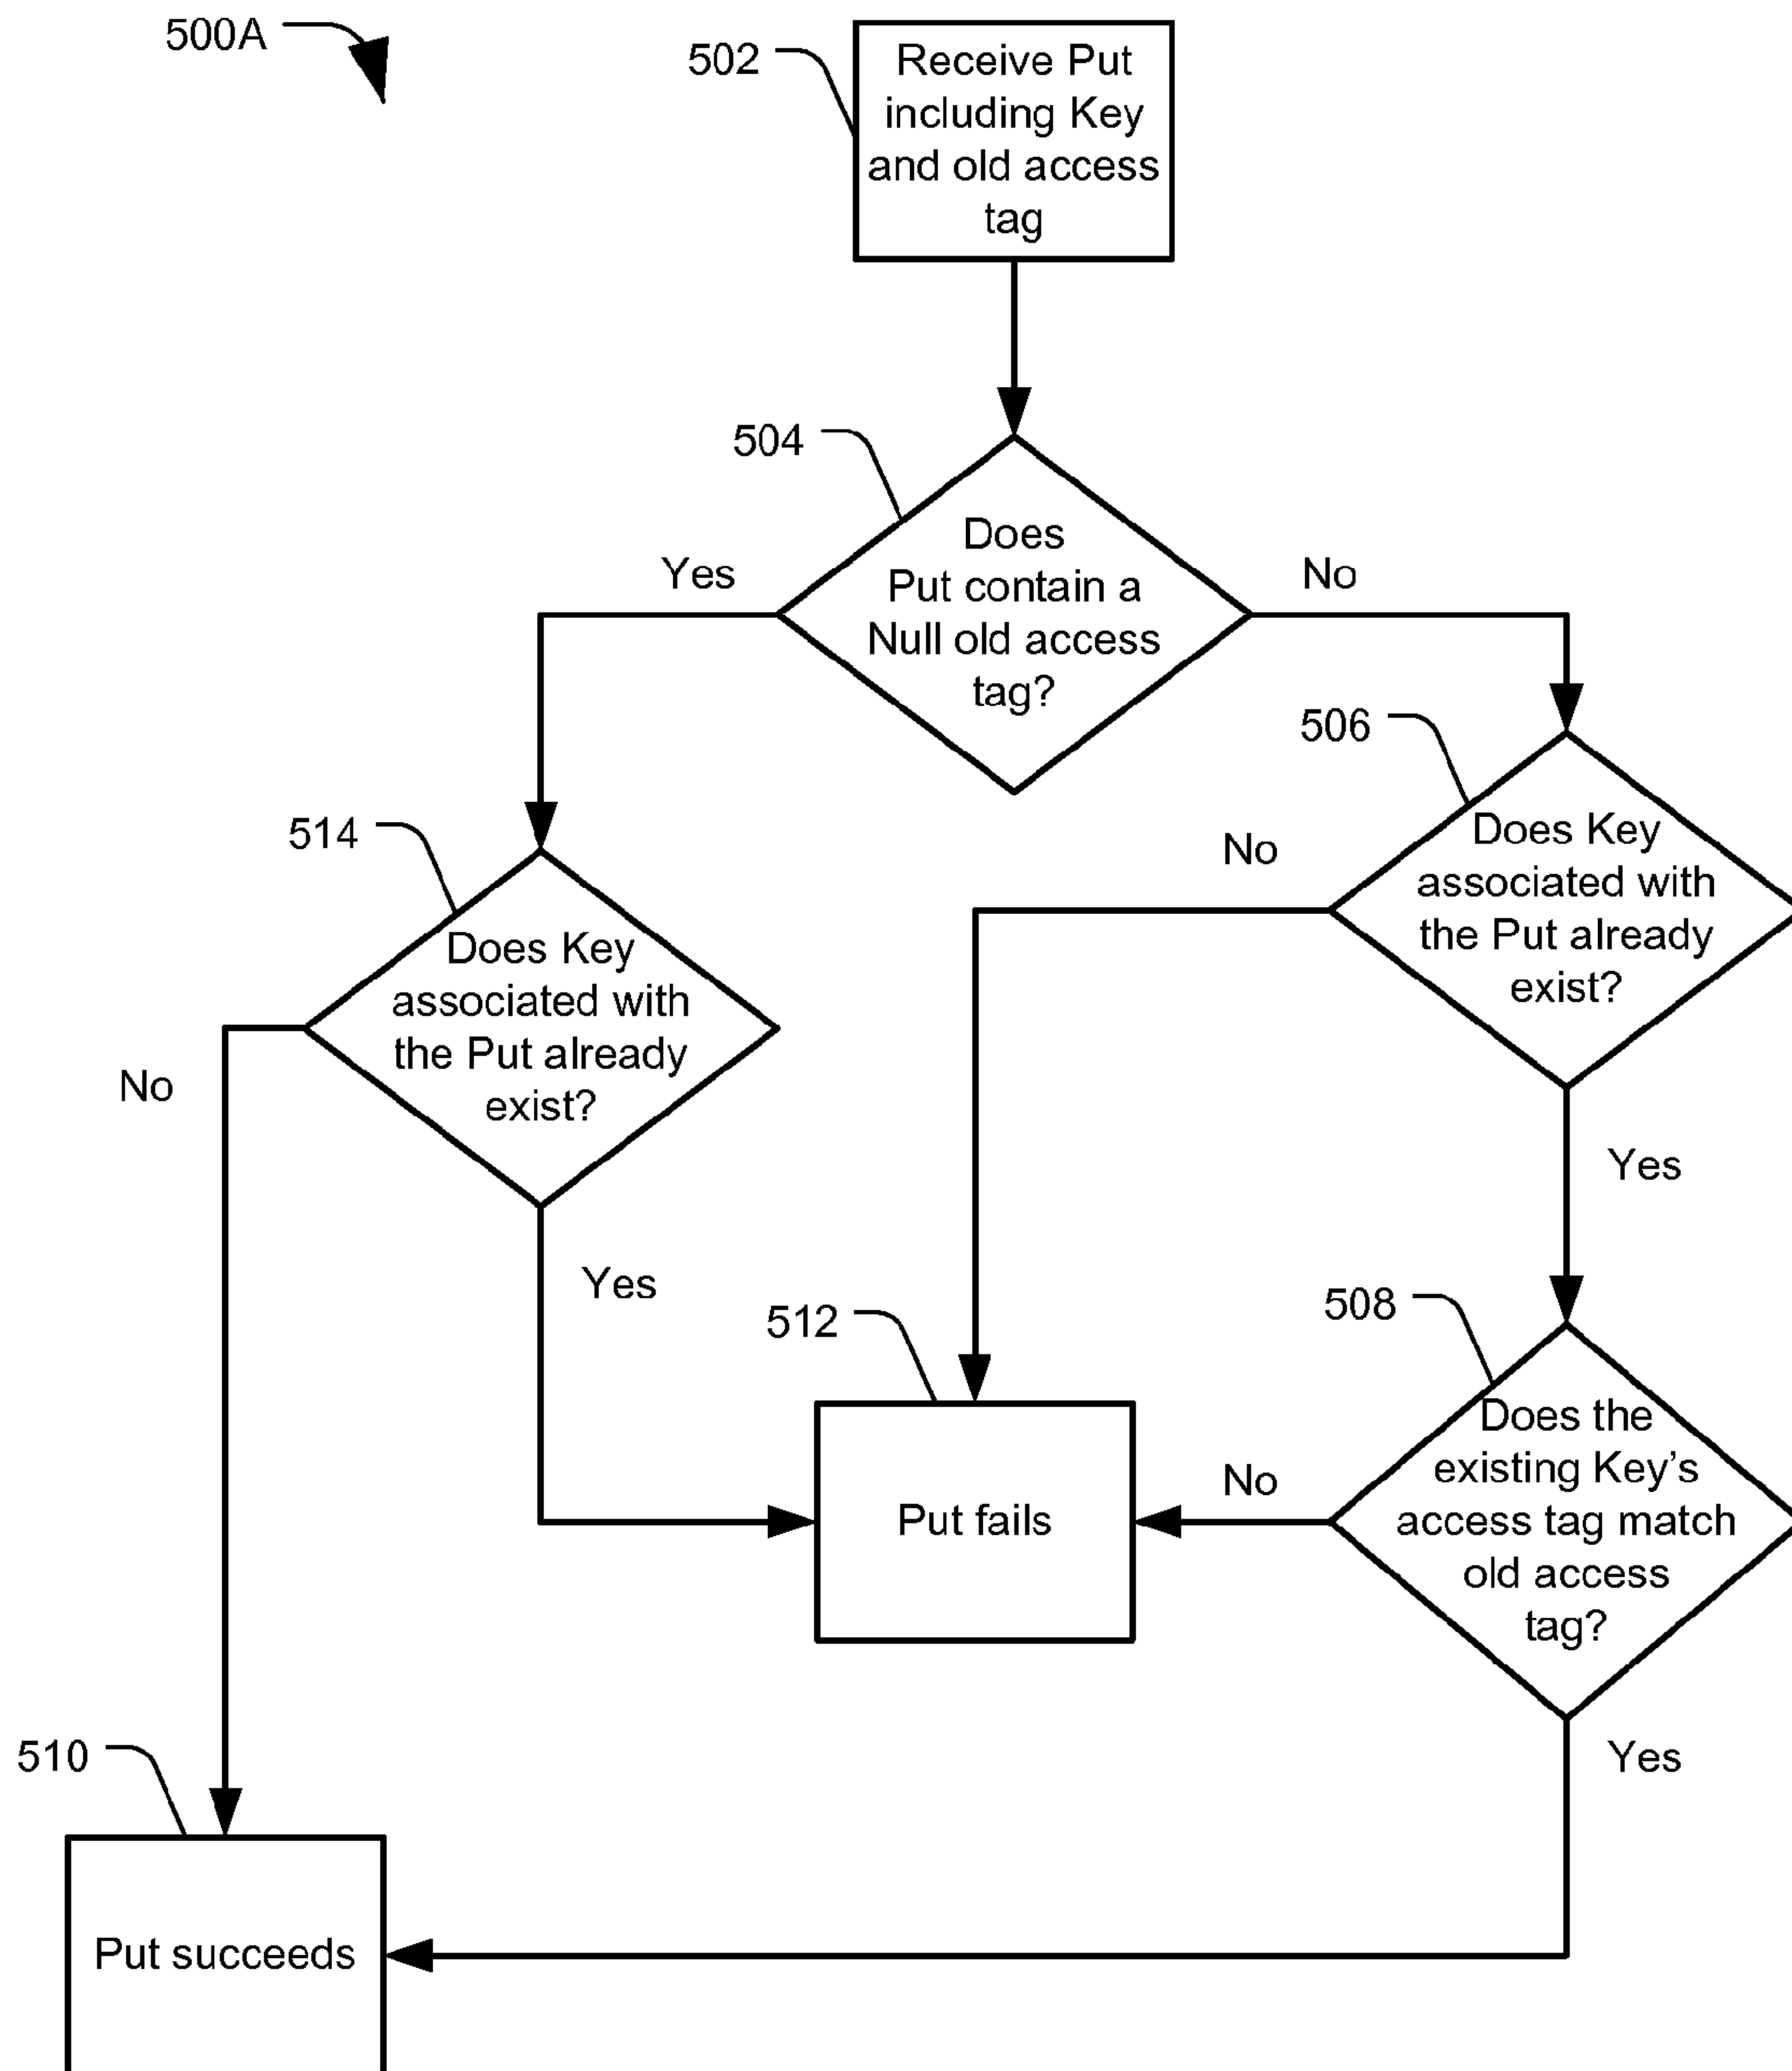 500A
502
Receive Put
including Key
and old access
tag
504
Does
Put contain a
Null old access
tag?
Yes
No
506
Does Key
associated with
the Put already
exist?
No
Yes
514
Does Key
associated with
the Put already
exist?
No
Yes
512
Put fails
508
Does the
existing Key's
access tag match
old access
tag?
No
Yes
510
Put succeeds